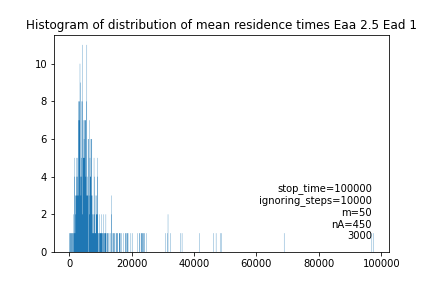 Histogram of distribution of mean residence times Eaa 2.5 Ead 1
10
8
6
4
2
0
stop_time=100000
ignoring_steps=10000
m=50
nA=450
3000
0 20000 40000 60000 80000 100000